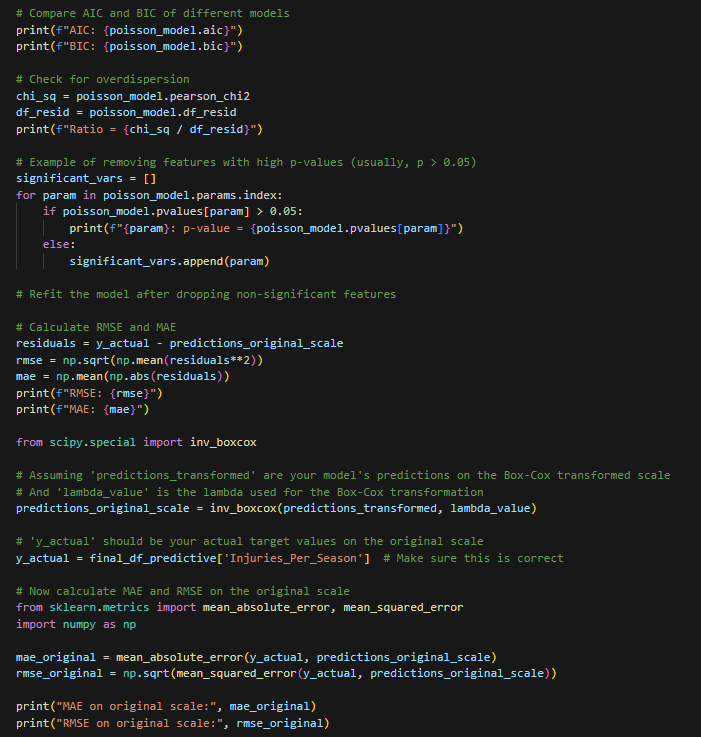 # Compare AIC and BIC of different models
print(f"AIC: {poisson_model.aic}")
print(f"BIC: {poisson_model.bic}")

# Check for overdispersion
chi_sq = poisson_model.pearson_chi2
df_resid = poisson_model.df_resid
print(f"Ratio = {chi_sq / df_resid}")

# Example of removing features with high p-values (usually, p > 0.05)
significant_vars = []
for param in poisson_model.params.index:
    if poisson_model.pvalues[param] > 0.05:
        print(f"{param}: p-value = {poisson_model.pvalues[param]}")
    else:
        significant_vars.append(param)

# Refit the model after dropping non-significant features

# Calculate RMSE and MAE
residuals = y_actual - predictions_original_scale
rmse = np.sqrt(np.mean(residuals**2))
mae = np.mean(np.abs(residuals))
print(f"RMSE: {rmse}")
print(f"MAE: {mae}")

from scipy.special import inv_boxcox

# Assuming 'predictions_transformed' are your model's predictions on the Box-Cox transformed scale
# And 'lambda_value' is the lambda used for the Box-Cox transformation
predictions_original_scale = inv_boxcox(predictions_transformed, lambda_value)

# 'y_actual' should be your actual target values on the original scale
y_actual = final_df_predictive['Injuries_Per_Season']  # Make sure this is correct

# Now calculate MAE and RMSE on the original scale
from sklearn.metrics import mean_absolute_error, mean_squared_error
import numpy as np

mae_original = mean_absolute_error(y_actual, predictions_original_scale)
rmse_original = np.sqrt(mean_squared_error(y_actual, predictions_original_scale))

print("MAE on original scale:", mae_original)
print("RMSE on original scale:", rmse_original)